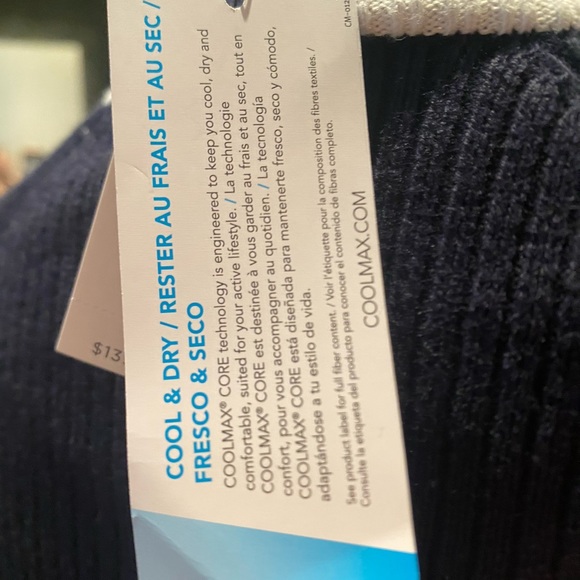 COOL & DRY / RESTER AU FRAIS ET AU SEC /
FRESCO & SECO
COOLMAX® CORE technology is engineered to keep you cool, dry and
comfortable, suited for your active lifestyle. / La technologie
COOLMAX® CORE est destinée à vous garder au frais et au sec, tout en
confort, pour vous accompagner au quotidien. / La tecnología
COOLMAX® CORE está diseñada para mantenerte fresco, seco y cómodo,
adaptándose a tu estilo de vida.
See product label for full fiber content. / Voir l'étiquette pour la composition des fibres textiles. /
Consulte la etiqueta del producto para conocer el contenido de fibras completo.
COOLMAX.COM
CM-012
$13